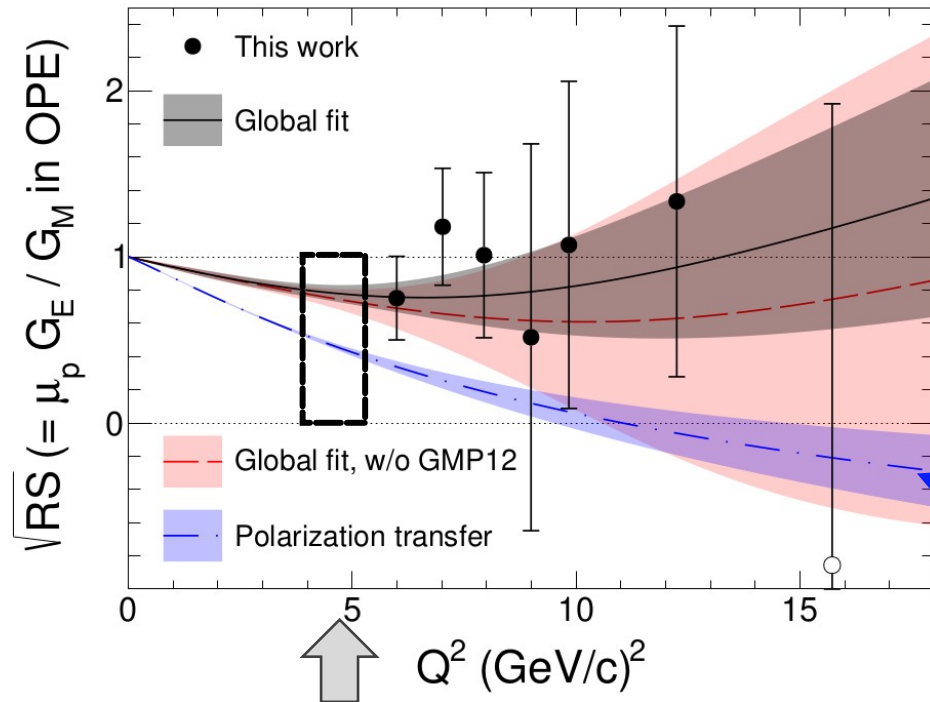 √RS (= μp GE / GM in OPE)
This work
Global fit
Global fit, w/o GMP12
Polarization transfer
2
1
0
0
5
10
15
Q² (GeV/c)²